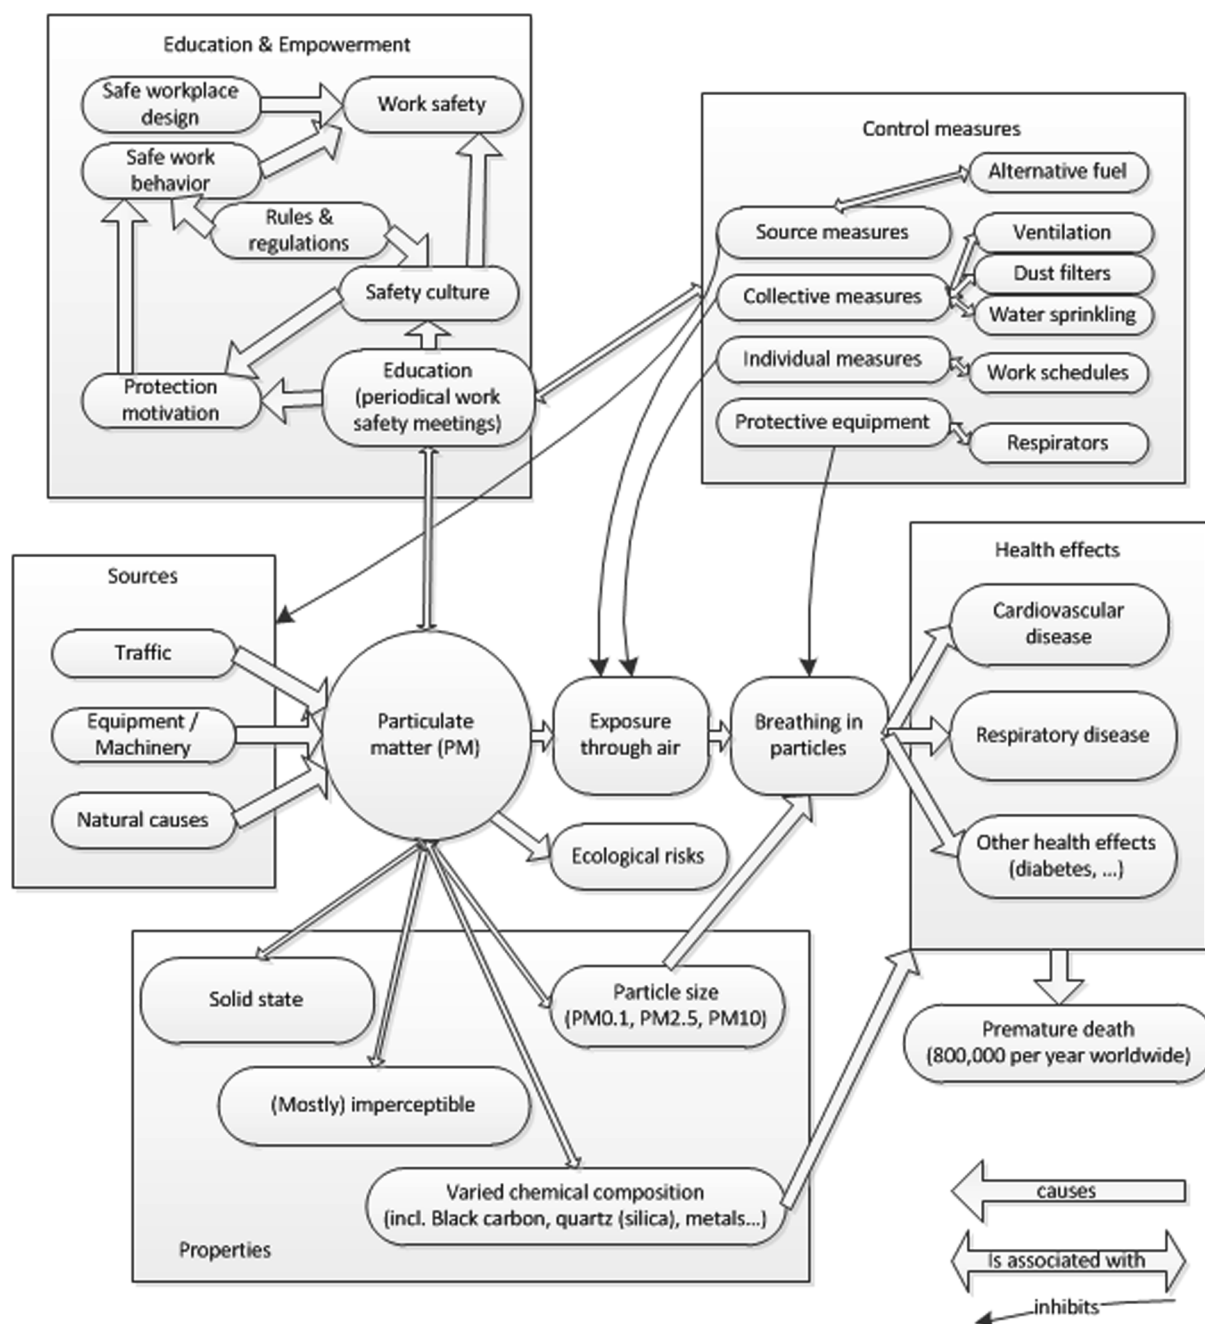 Education & Empowerment
Safe workplace
design
Work safety
Safe work
behavior
Rules &
regulations
Safety culture
Education
(periodical work
safety meetings)
Protection
motivation
Control measures
Alternative fuel
Source measures
Ventilation
Dust filters
Collective measures
Water sprinkling
Individual measures
Work schedules
Protective equipment
Respirators
Sources
Traffic
Equipment /
Machinery
Natural causes
Particulate
matter (PM)
Exposure
through air
Breathing in
particles
Ecological risks
Health effects
Cardiovascular
disease
Respiratory disease
Other health effects
(diabetes, ...)
Premature death
(800,000 per year worldwide)
Solid state
Particle size
(PM0.1, PM2.5, PM10)
(Mostly) imperceptible
Varied chemical composition
(incl. Black carbon, quartz (silica), metals...)
Properties
causes
Is associated with
inhibits